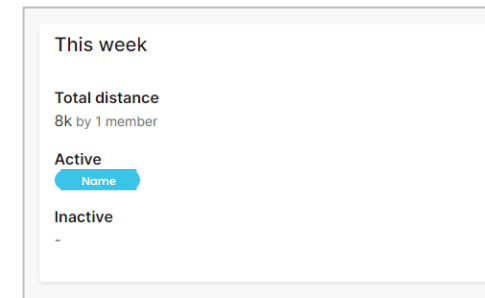 This week
Total distance
8k by 1 member
Active
Name
Inactive
-